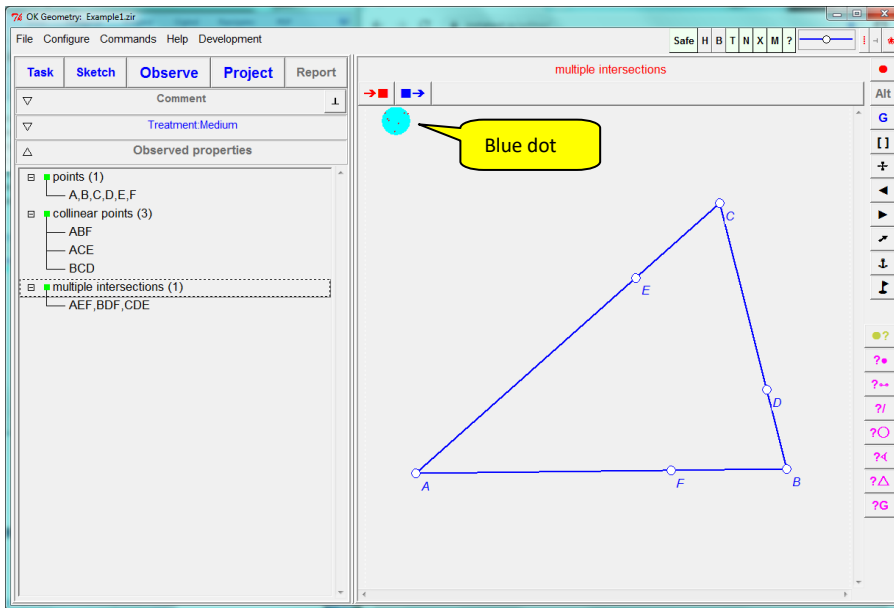 OK Geometry: Example1.zir
File Configure Commands Help Development
Safe H B T N X M ?
Task Sketch Observe Project Report
Comment
Treatment:Medium
Observed properties
points (1)
A,B,C,D,E,F
collinear points (3)
ABF
ACE
BCD
multiple intersections (1)
AEF,BDF,CDE
multiple intersections
Blue dot
C
E
D
A
F
B
Alt
G
[ ]
?
?
?
?/
?
?
?
?G